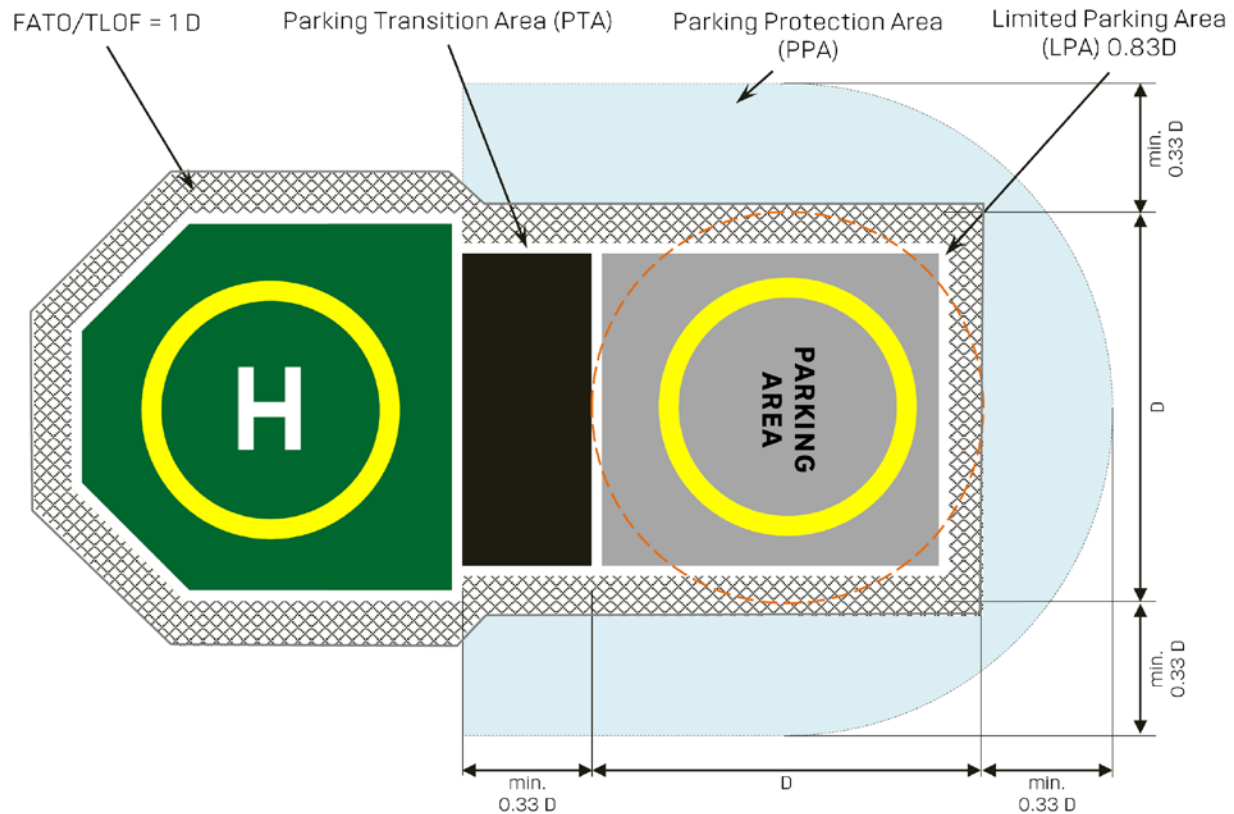 FATO/TLOF = 1 D
Parking Transition Area (PTA)
Parking Protection Area
(PPA)
Limited Parking Area
(LPA) 0.83D
min.
0.33 D
H
PARKING
AREA
D
min.
0.33 D
min.
0.33 D
D
min.
0.33 D